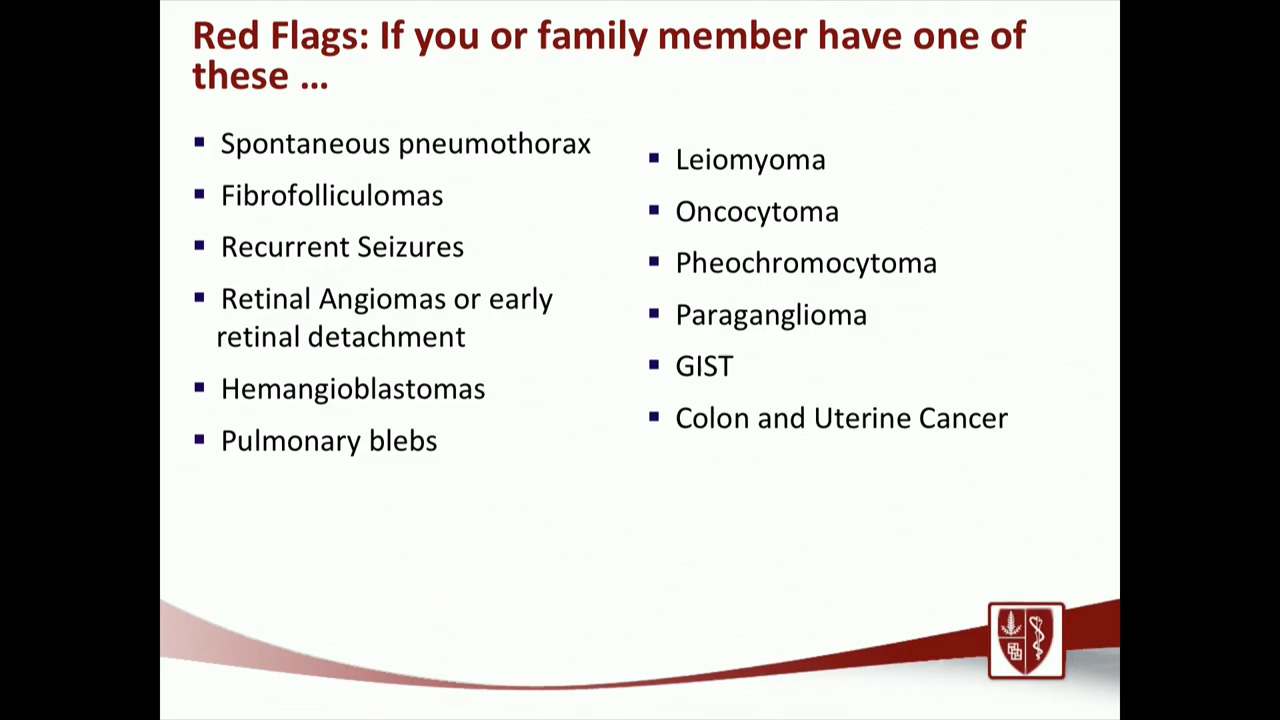 Red Flags: If you or family member have one of
these ...
▪ Spontaneous pneumothorax
▪ Fibrofolliculomas
▪ Recurrent Seizures
▪ Retinal Angiomas or early
retinal detachment
▪ Hemangioblastomas
▪ Pulmonary blebs
▪ Leiomyoma
▪ Oncocytoma
▪ Pheochromocytoma
▪ Paraganglioma
▪ GIST
▪ Colon and Uterine Cancer